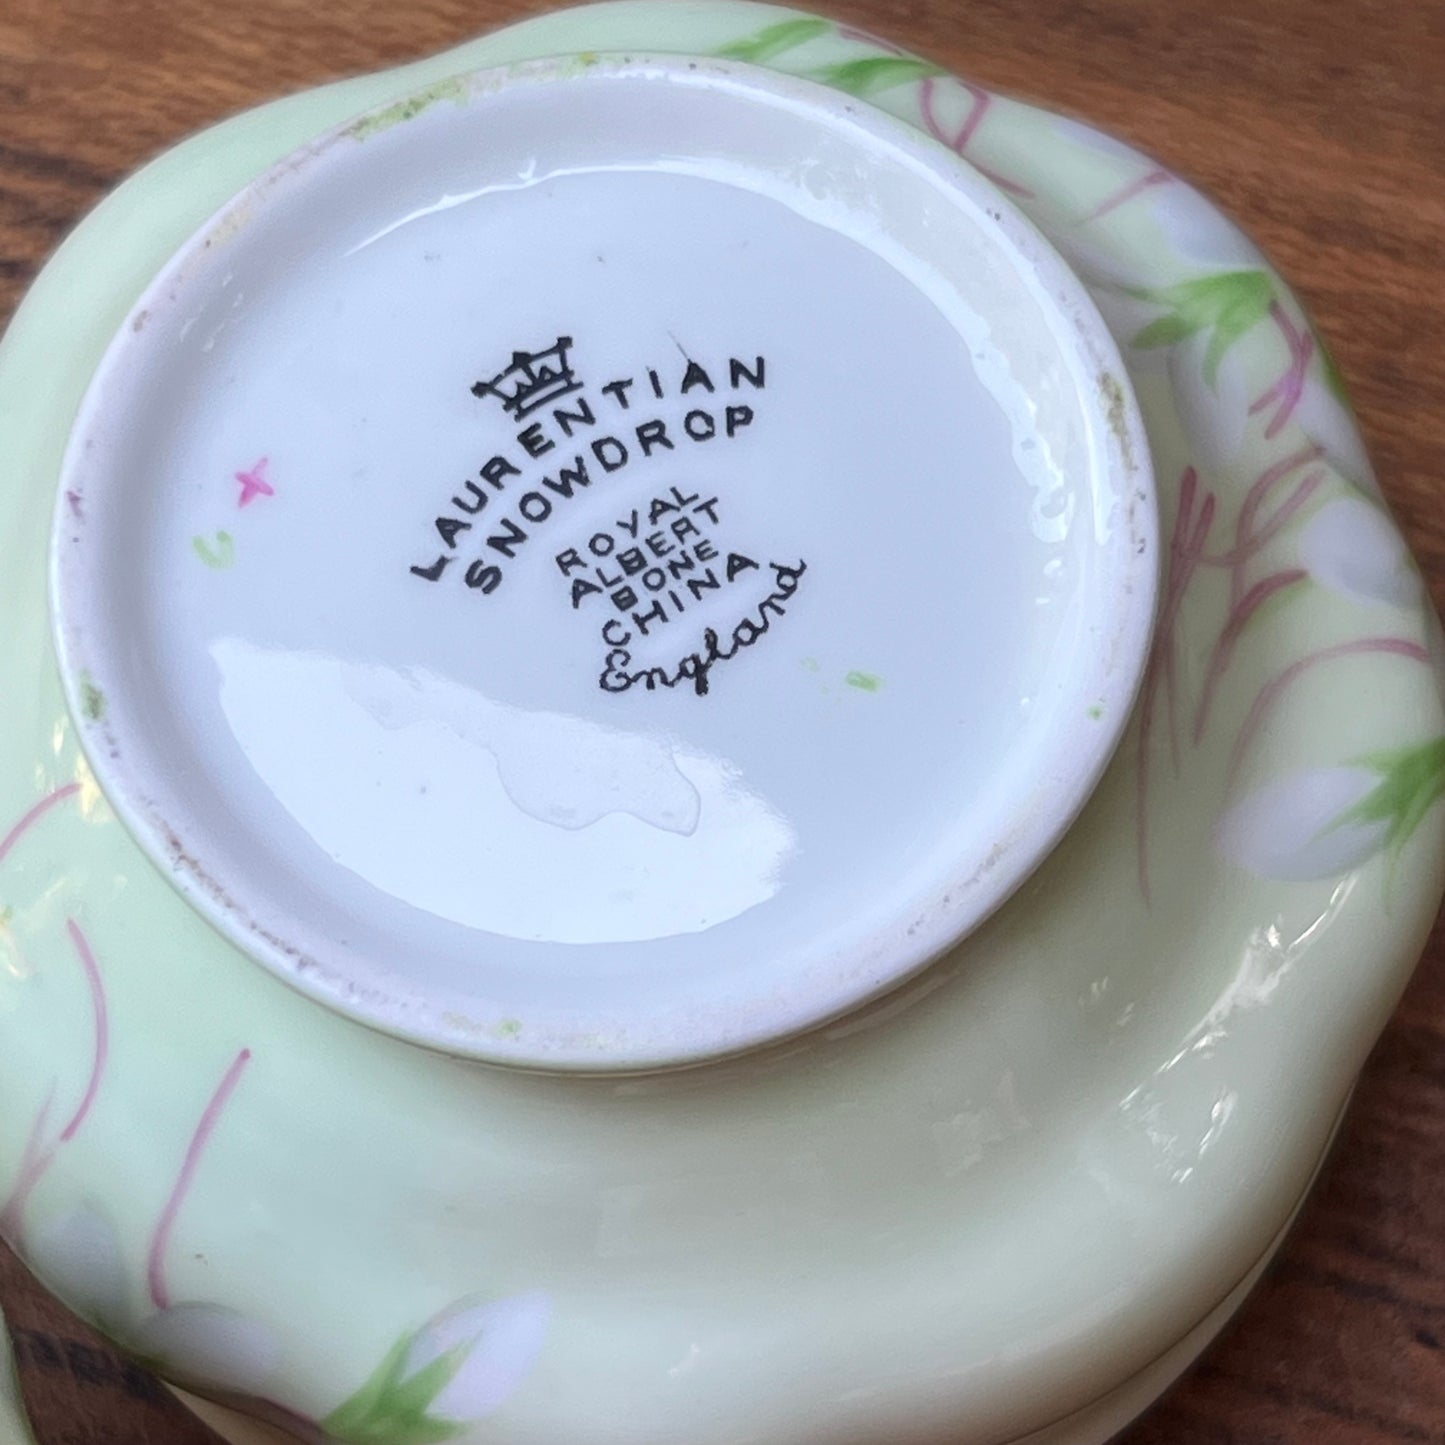 LAURENTIAN
SNOWDROP
ROYAL
ALBERT
BONE
CHINA
England